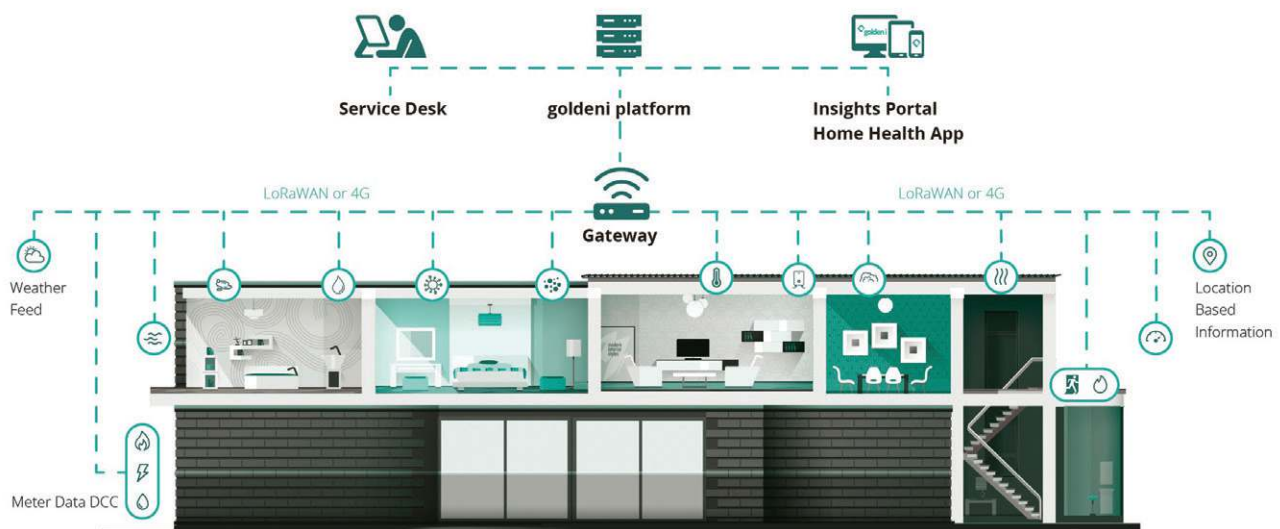 goldeni
Service Desk
goldeni platform
Insights Portal
Home Health App
LoRaWAN or 4G
LoRaWAN or 4G
Gateway
Weather
Feed
Location
Based
Information
Meter Data DCC